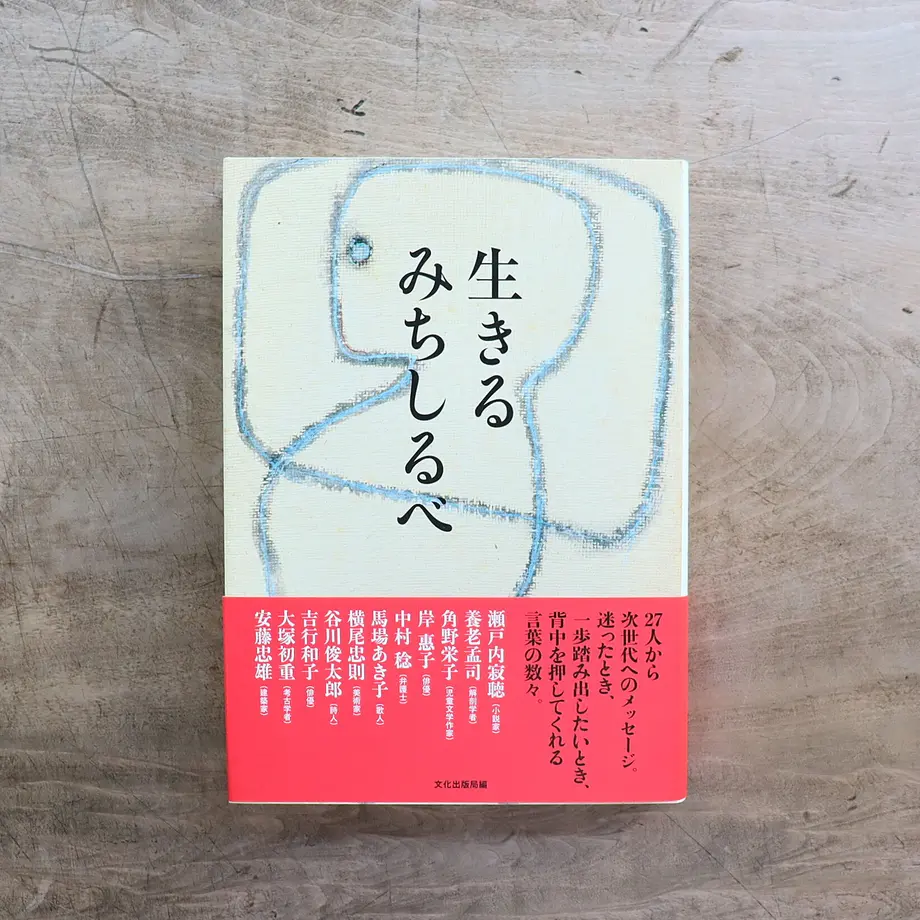 生きる
みちしるべ
27人から
次世代へのメッセージ。
迷ったとき、
一歩踏み出したいとき、
背中を押してくれる
言葉の数々。
瀬戸内寂聴（小説家）
養老孟司（解剖学者）
角野栄子（児童文学作家）
岸 惠子（俳優）
中村 稔（弁護士）
馬場あき子（歌人）
横尾忠則（美術家）
谷川俊太郎（詩人）
吉行和子（俳優）
大塚初重（考古学者）
安藤忠雄（建築家）
文化出版局編